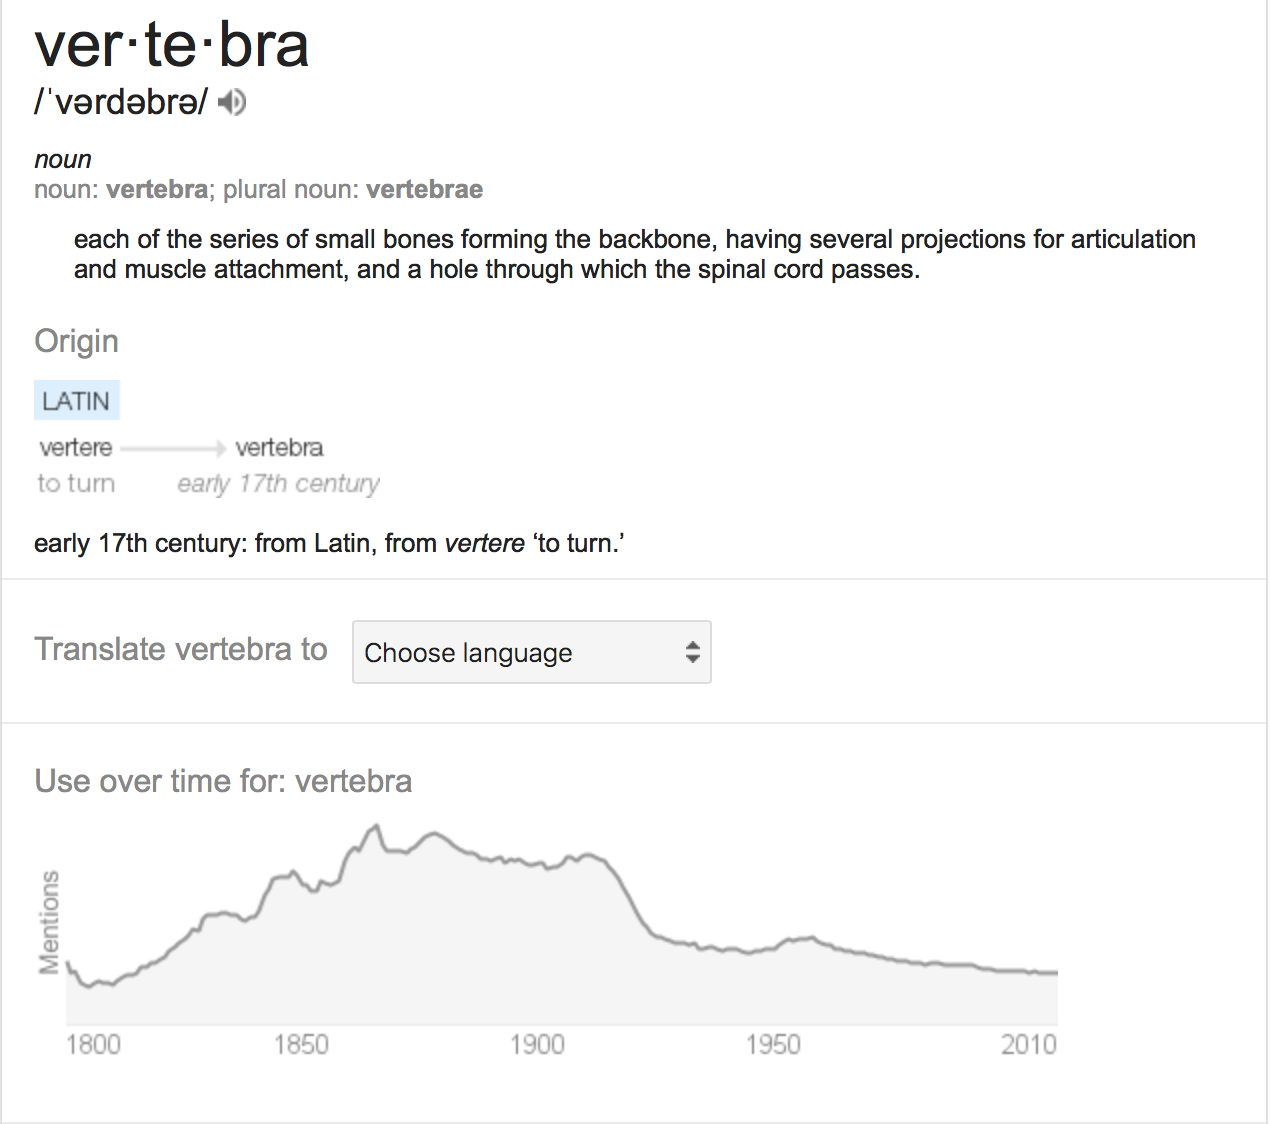 ver·te·bra
/ˈvərdəbrə/
noun
noun: vertebra; plural noun: vertebrae
each of the series of small bones forming the backbone, having several projections for articulation
and muscle attachment, and a hole through which the spinal cord passes.
Origin
LATIN
vertere vertebra
to turn early 17th century
early 17th century: from Latin, from vertere ‘to turn.’
Translate vertebra to Choose language
Use over time for: vertebra
Mentions
1800 1850 1900 1950 2010